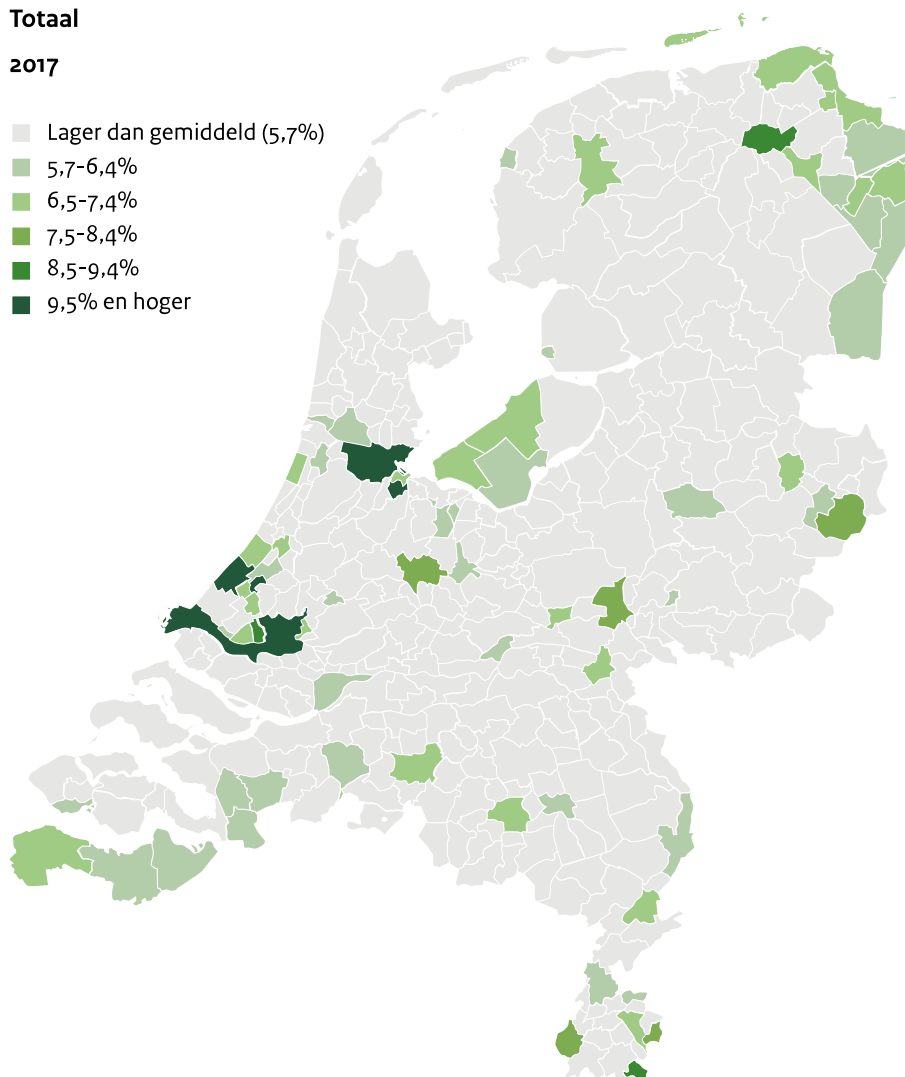 Totaal
2017
Lager dan gemiddeld (5,7%)
5,7-6,4%
6,5-7,4%
7,5-8,4%
8,5-9,4%
9,5% en hoger